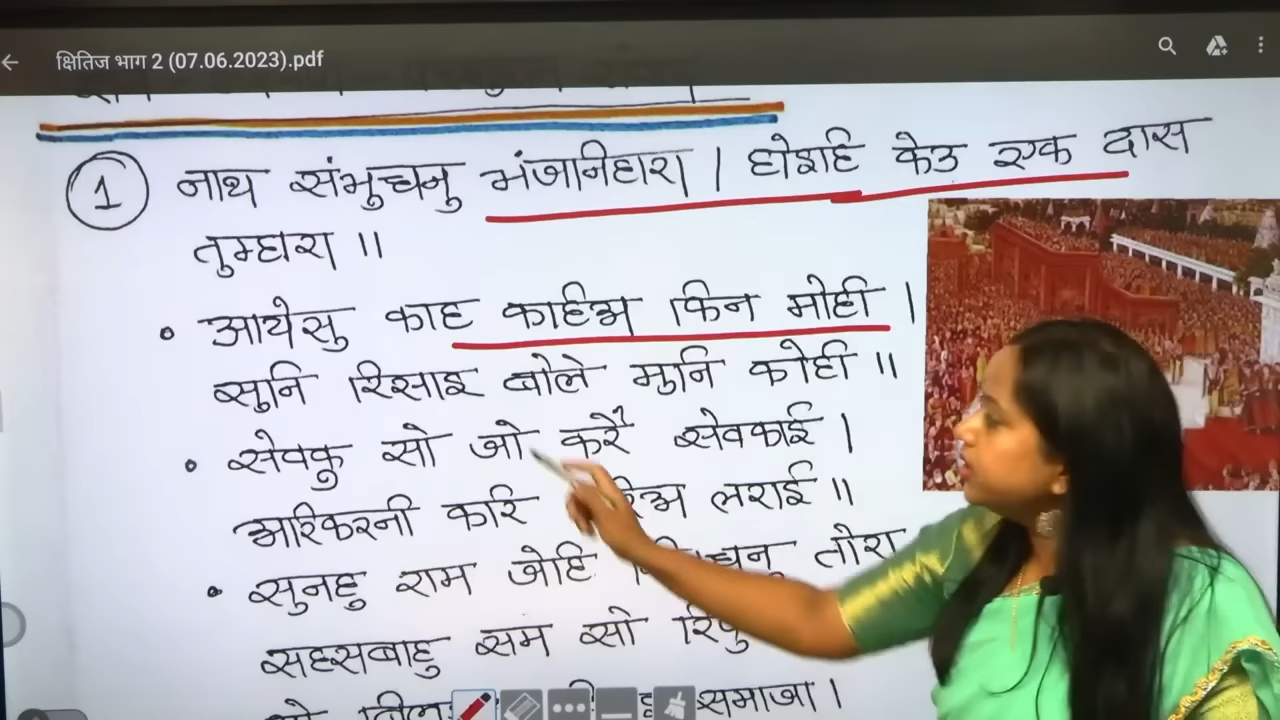 क्षितिज भाग 2 (07.06.2023).pdf
1 नाथ संभुधनु भंजनिहारा | होइहि केउ एक दास
तुम्हारा ||
• आयेसु काह कहिअ किन मोही |
सुनि रिसाइ बोले मुनि कोही ||
• सेवकु सो जो करै सेवकाई |
अरिकरनी करि लराई ||
• सुनहु राम जेहि तोरा
सहसबाहु सम सो
समाजा |